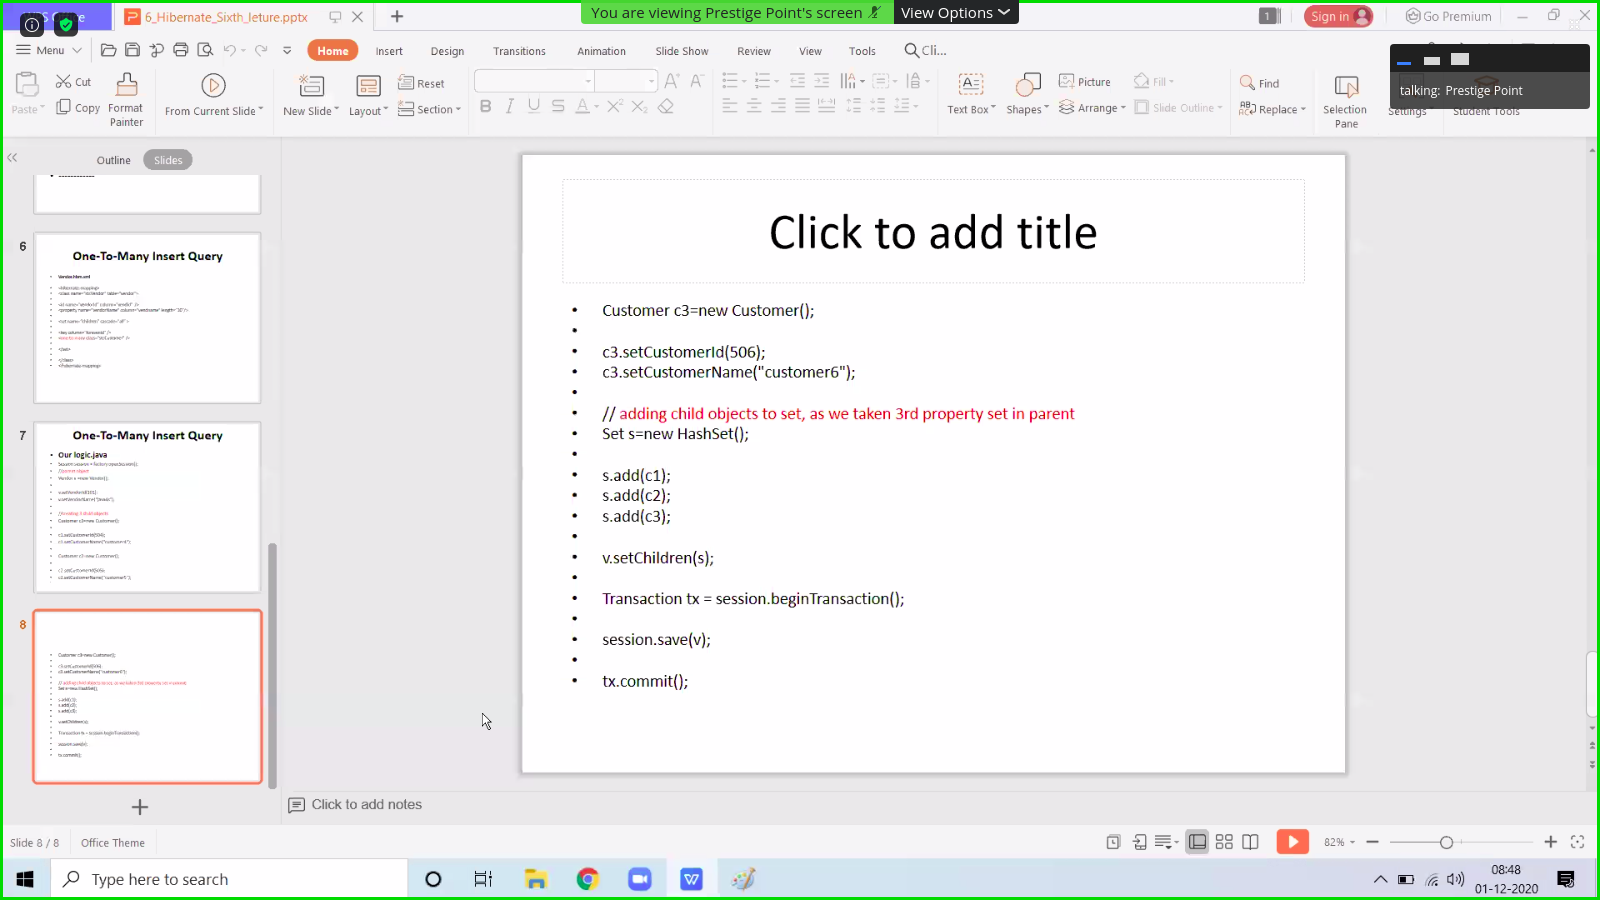 6_Hibernate_Sixth_leture.pptx
You are viewing Prestige Point's screen
View Options
1
Sign in
Go Premium
Menu
Home
Insert
Design
Transitions
Animation
Slide Show
Review
View
Tools
Cli...
talking: Prestige Point
Paste
Cut
Copy
Format
Painter
From Current Slide
New Slide
Layout
Reset
Section
B I U S A X² X₂
Text Box
Shapes
Picture
Arrange
Fill
Slide Outline
Find
Replace
Selection
Pane
Settings
Student Tools
Outline
Slides
6
One-To-Many Insert Query
7
One-To-Many Insert Query
• Our logic.java
8
Click to add title
• Customer c3=new Customer();
•
• c3.setCustomerId(506);
• c3.setCustomerName("customer6");
•
• // adding child objects to set, as we taken 3rd property set in parent
• Set s=new HashSet();
•
• s.add(c1);
• s.add(c2);
• s.add(c3);
•
• v.setChildren(s);
•
• Transaction tx = session.beginTransaction();
•
• session.save(v);
•
• tx.commit();
Click to add notes
Slide 8 / 8
Office Theme
82%
Type here to search
08:48
01-12-2020